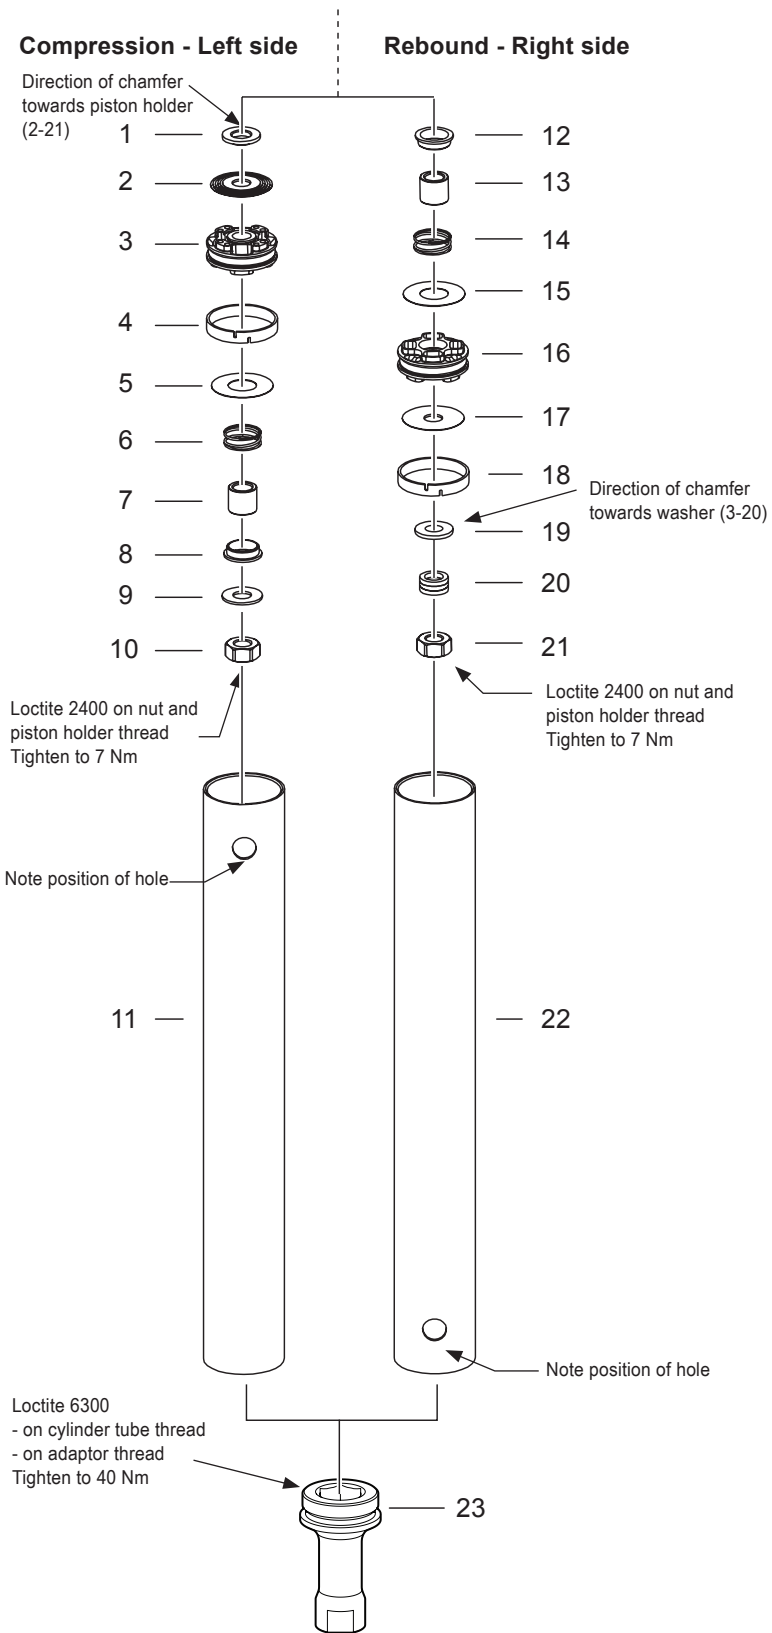 Compression - Left side
Rebound - Right side
Direction of chamfer
towards piston holder
(2-21)
1
2
3
4
5
6
7
8
9
10
12
13
14
15
16
17
18
19
20
21
Direction of chamfer
towards washer (3-20)
Loctite 2400 on nut and
piston holder thread
Tighten to 7 Nm
Loctite 2400 on nut and
piston holder thread
Tighten to 7 Nm
Note position of hole
11
22
Note position of hole
Loctite 6300
- on cylinder tube thread
- on adaptor thread
Tighten to 40 Nm
23